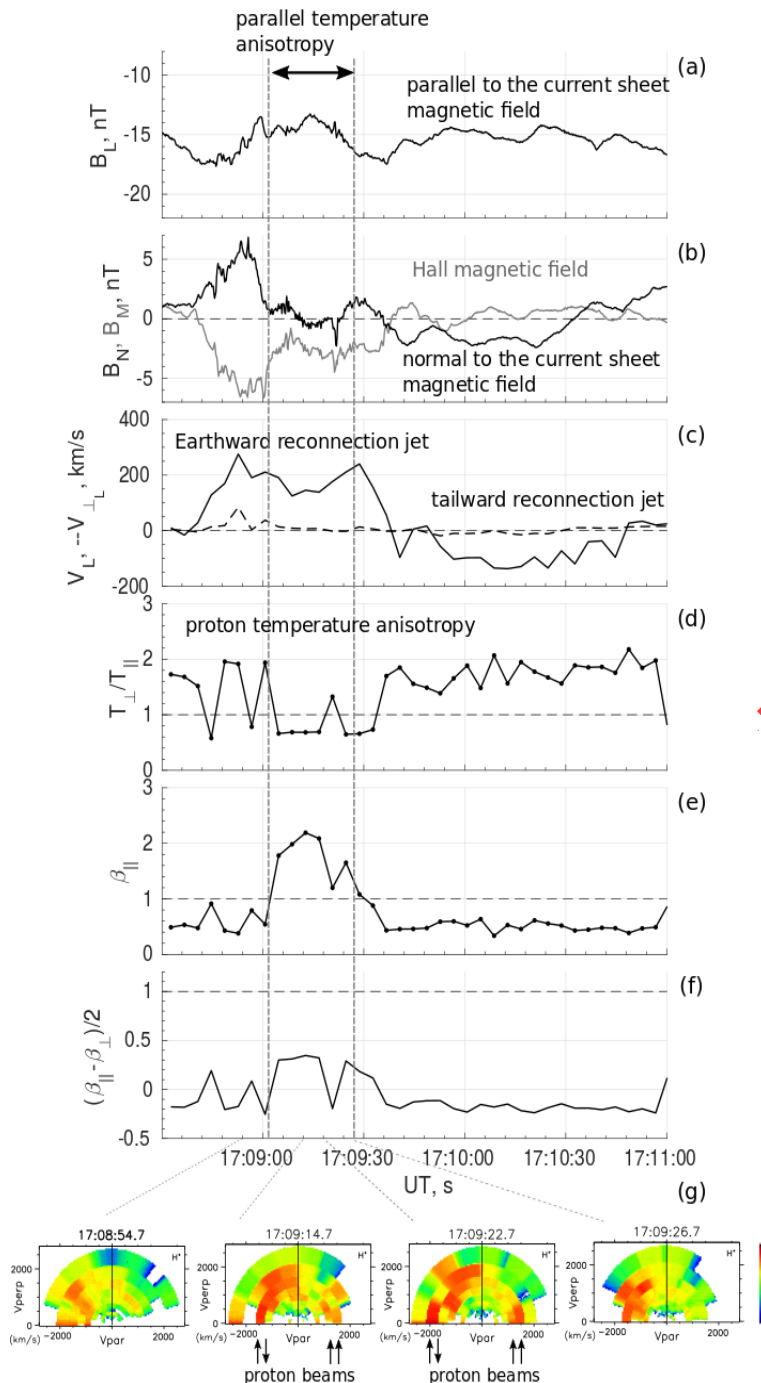 parallel temperature
anisotropy
(a)
-10
-15
-20
B_L, nT
parallel to the current sheet
magnetic field
(b)
5
0
-5
B_N, B_M, nT
Hall magnetic field
normal to the current sheet
magnetic field
(c)
400
200
0
-200
V_L, --V_⊥L, km/s
Earthward reconnection jet
tailward reconnection jet
(d)
3
2
1
0
T_⊥/T_||
proton temperature anisotropy
(e)
3
2
1
0
β_||
(f)
1
0.5
0
-0.5
(β_||-β_⊥)/2
17:09:00 17:09:30 17:10:00 17:10:30 17:11:00
UT, s
(g)
17:08:54.7 17:09:14.7 17:09:22.7 17:09:26.7
H⁺ H⁺ H⁺ H⁺
Vperp Vperp Vperp Vperp
2000 2000 2000 2000
0 0 0 0
(km/s) -2000 Vpar 2000
(km/s) -2000 Vpar 2000
(km/s) -2000 Vpar 2000
(km/s) -2000 Vpar 2000
proton beams proton beams